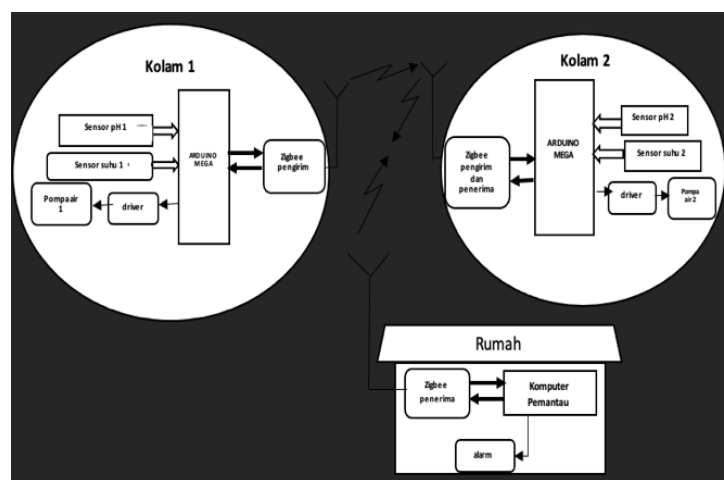 Kolam 1
Sensor pH 1
Sensor suhu 1
Pompa air
1
driver
ARDUINO
MEGA
Zigbee
pengirim
Kolam 2
Zigbee
pengirim
dan
penerima
ARDUINO
MEGA
Sensor pH 2
Sensor suhu 2
driver
Pompa
air 2
Rumah
Zigbee
penerima
Komputer
Pemantau
alarm